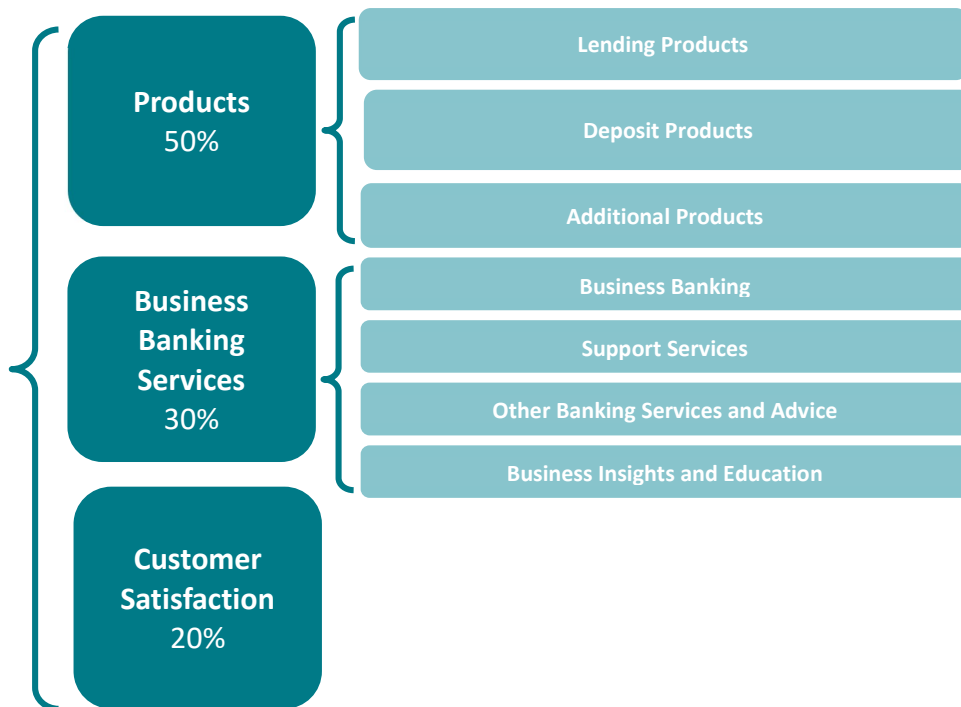 Products
50%
Lending Products
Deposit Products
Additional Products
Business
Banking
Services
30%
Business Banking
Support Services
Other Banking Services and Advice
Business Insights and Education
Customer
Satisfaction
20%